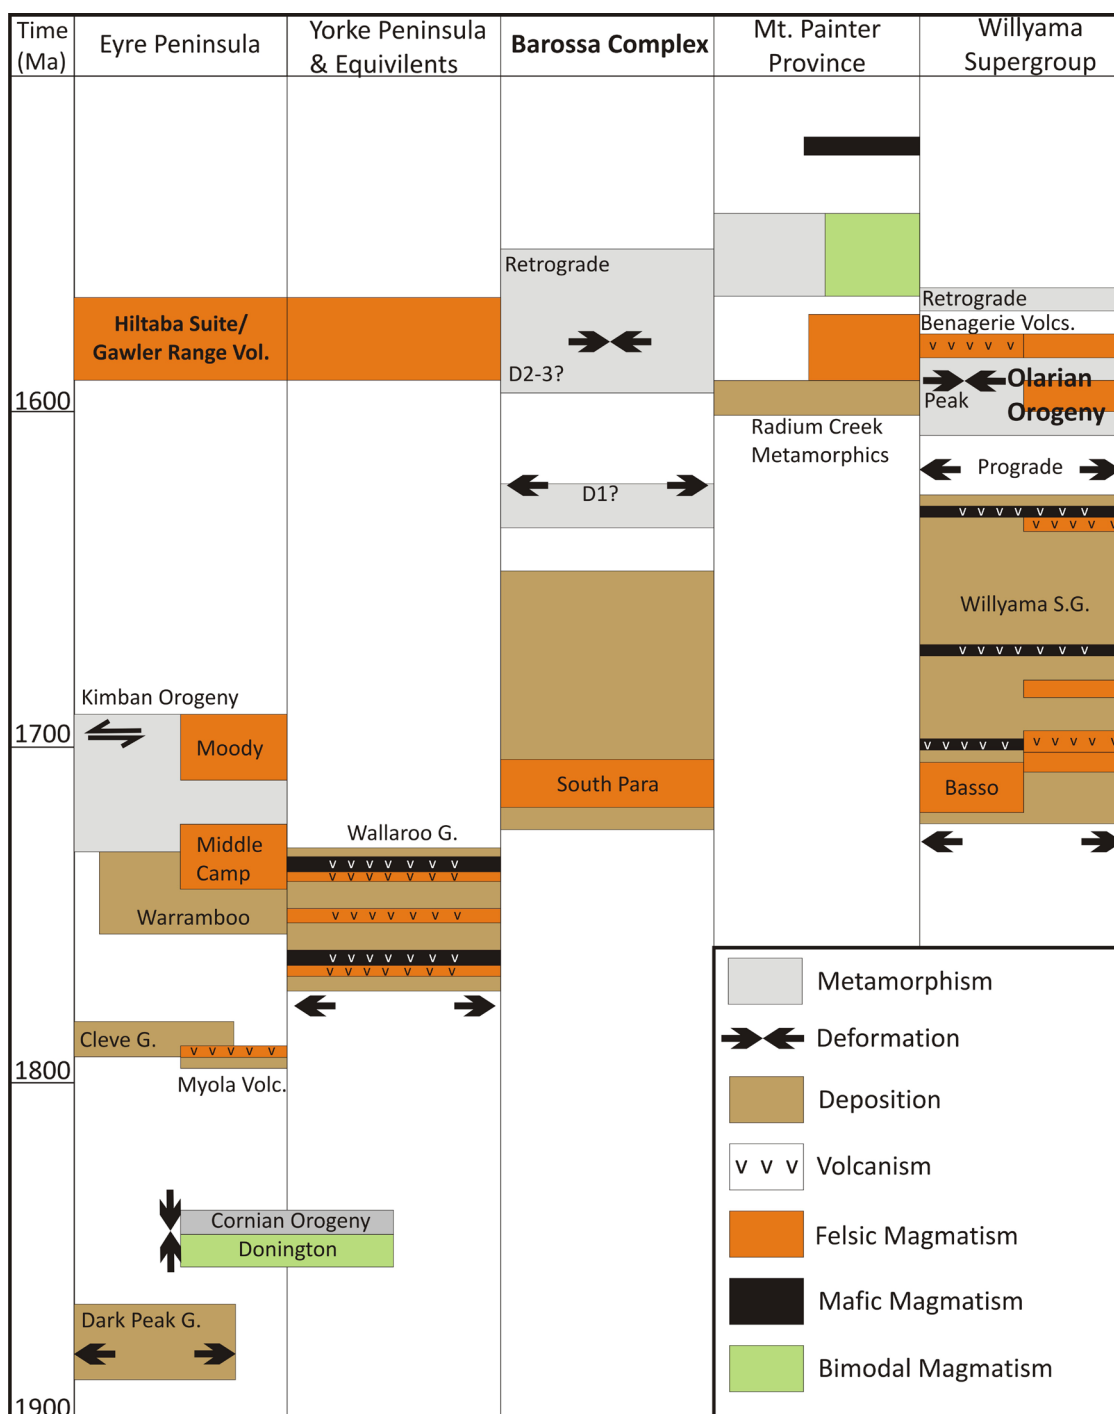 Time
(Ma)
Eyre Peninsula
Yorke Peninsula
& Equivilents
Barossa Complex
Mt. Painter
Province
Willyama
Supergroup
Retrograde
D2-3?
D1?
Hiltaba Suite/
Gawler Range Vol.
Retrograde
Benagerie Volcs.
v v v v v
Olarian
Peak
Orogeny
1600
Radium Creek
Metamorphics
Prograde
v v v v v v v
v v v v v
Willyama S.G.
v v v v v v v
Kimban Orogeny
1700
Moody
South Para
v v v v v
v v v v v
Basso
Middle
Camp
Warramboo
Wallaroo G.
v v v v v v v
v v v v v v v
v v v v v v v
v v v v v v v
v v v v v v v
Cleve G.
v v v v v
Myola Volc.
1800
Cornian Orogeny
Donington
Dark Peak G.
1900
Metamorphism
Deformation
Deposition
v v v
Volcanism
Felsic Magmatism
Mafic Magmatism
Bimodal Magmatism